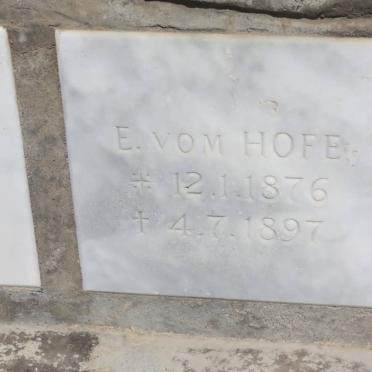 E. VOM HOFE
* 12.1.1876
† 4.7.1897